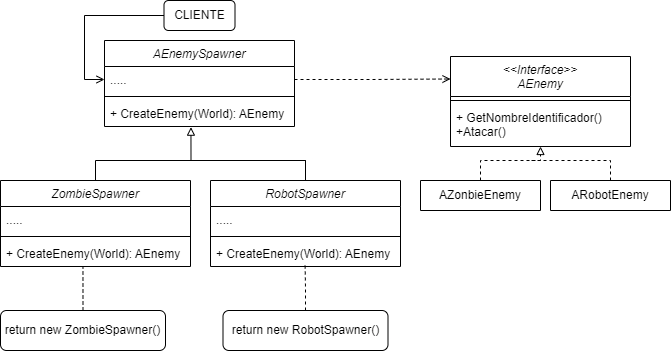 CLIENTE
AEnemySpawner
.....
+ CreateEnemy(World): AEnemy
<<Interface>>
AEnemy
+ GetNombreIdentificador()
+Atacar()
ZombieSpawner
.....
+ CreateEnemy(World): AEnemy
RobotSpawner
.....
+ CreateEnemy(World): AEnemy
AZonbieEnemy
ARobotEnemy
return new ZombieSpawner()
return new RobotSpawner()